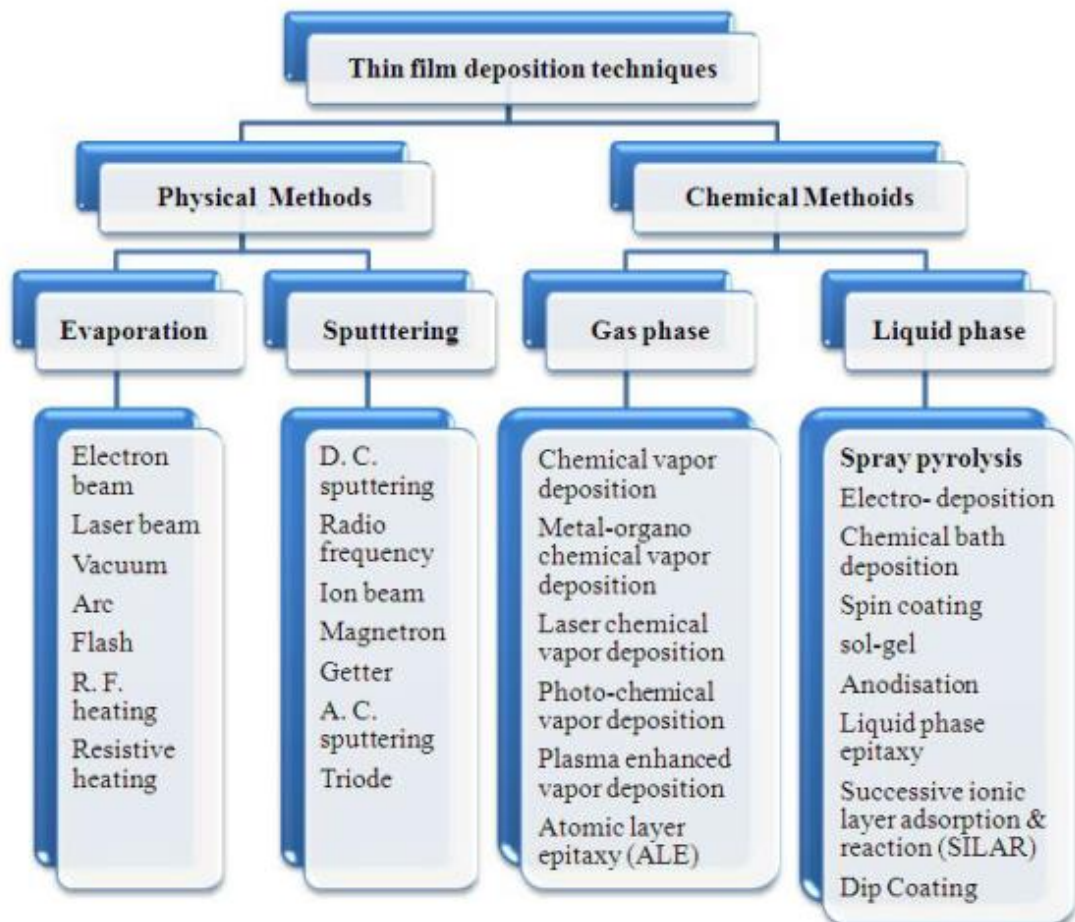 Thin film deposition techniques
Physical Methods
Chemical Methoids
Evaporation
Sputttering
Gas phase
Liquid phase
Electron
beam
Laser beam
Vacuum
Arc
Flash
R. F.
heating
Resistive
heating
D. C.
sputtering
Radio
frequency
Ion beam
Magnetron
Getter
A. C.
sputtering
Triode
Chemical vapor
deposition
Metal-organo
chemical vapor
deposition
Laser chemical
vapor deposition
Photo-chemical
vapor deposition
Plasma enhanced
vapor deposition
Atomic layer
epitaxy (ALE)
Spray pyrolysis
Electro- deposition
Chemical bath
deposition
Spin coating
sol-gel
Anodisation
Liquid phase
epitaxy
Successive ionic
layer adsorption &
reaction (SILAR)
Dip Coating